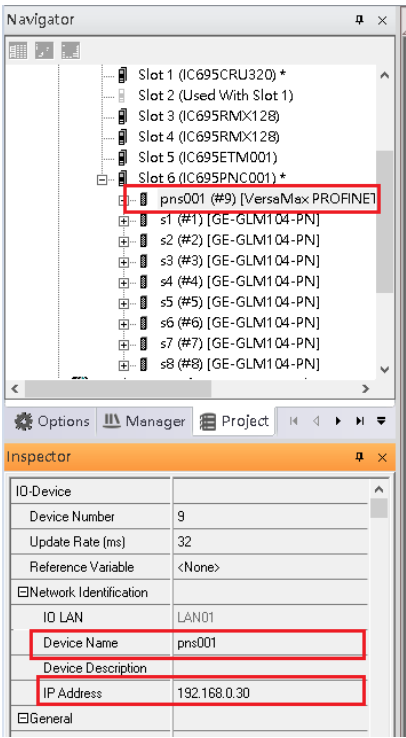 Navigator
Slot 1 (IC695CRU320) *
Slot 2 (Used With Slot 1)
Slot 3 (IC695RMX128)
Slot 4 (IC695RMX128)
Slot 5 (IC695ETM001)
Slot 6 (IC695PNC001) *
pns001 (#9) [VersaMax PROFINET
s1 (#1) [GE-GLM104-PN]
s2 (#2) [GE-GLM104-PN]
s3 (#3) [GE-GLM104-PN]
s4 (#4) [GE-GLM104-PN]
s5 (#5) [GE-GLM104-PN]
s6 (#6) [GE-GLM104-PN]
s7 (#7) [GE-GLM104-PN]
s8 (#8) [GE-GLM104-PN]
Options Manager Project
Inspector
IO-Device
Device Number 9
Update Rate (ms) 32
Reference Variable <None>
Network Identification
IO LAN LAN01
Device Name pns001
Device Description
IP Address 192.168.0.30
General